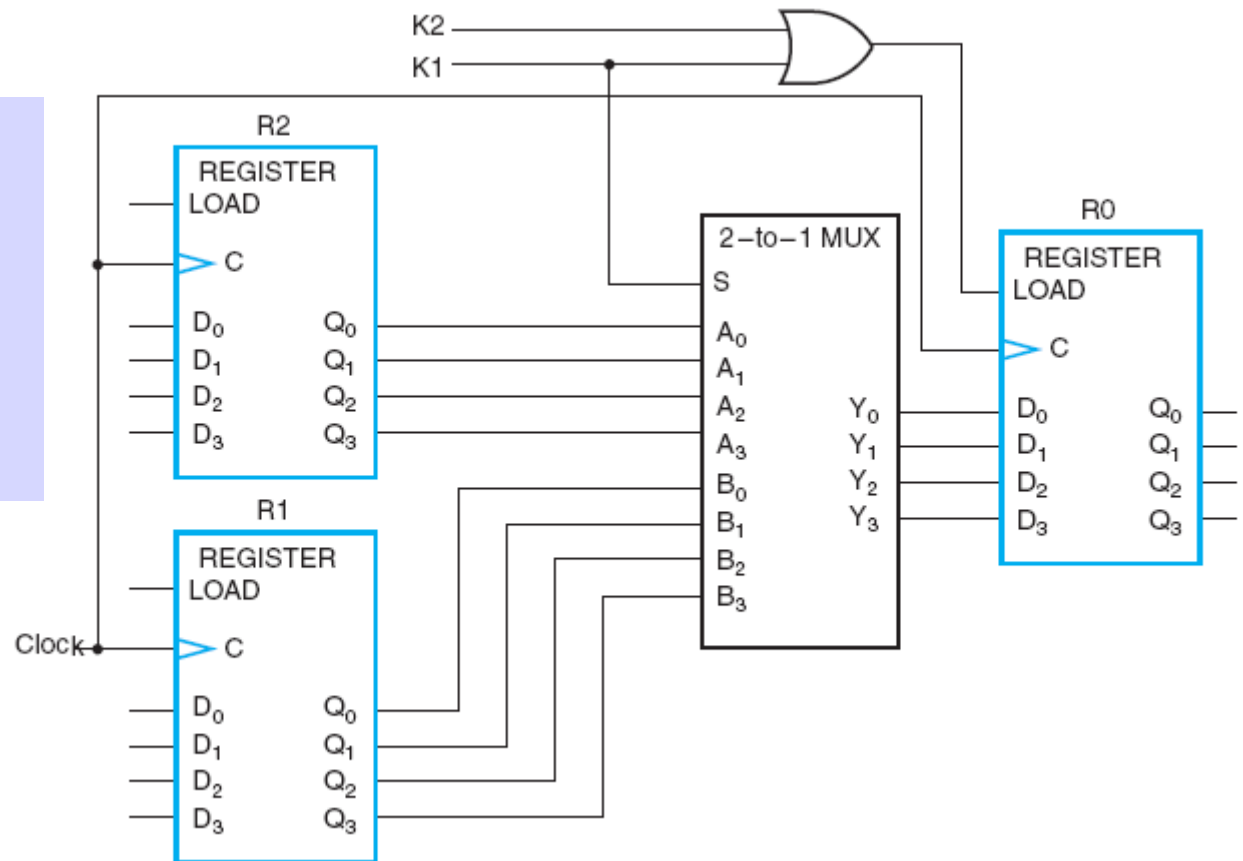 K2
K1
R2
REGISTER
LOAD
C
D₀ Q₀
D₁ Q₁
D₂ Q₂
D₃ Q₃
R1
REGISTER
LOAD
Clock
C
D₀ Q₀
D₁ Q₁
D₂ Q₂
D₃ Q₃
2–to–1 MUX
S
A₀
A₁
A₂
A₃
B₀
B₁
B₂
B₃
Y₀
Y₁
Y₂
Y₃
R0
REGISTER
LOAD
C
D₀ Q₀
D₁ Q₁
D₂ Q₂
D₃ Q₃